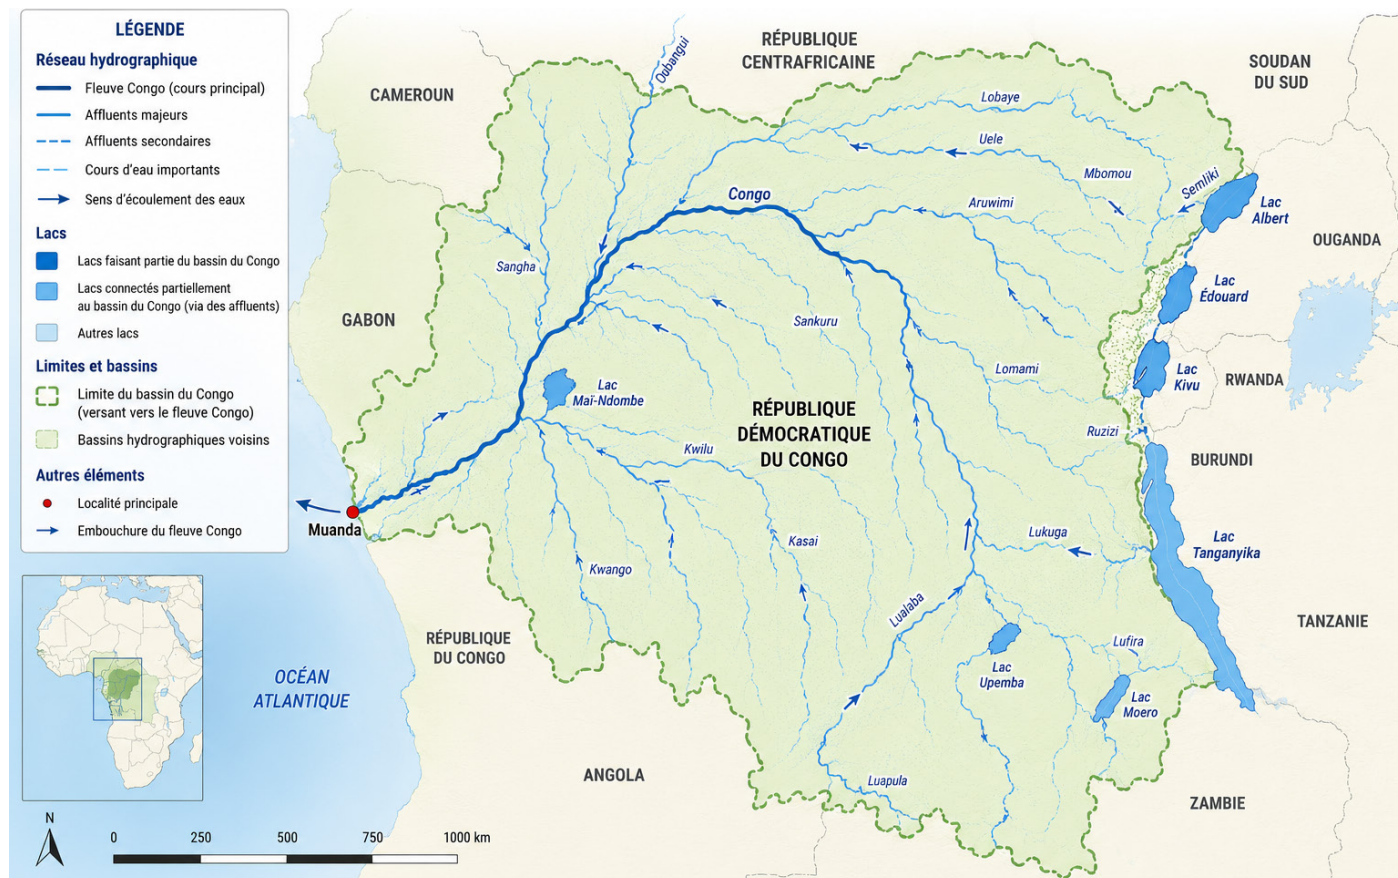 LÉGENDE
Réseau hydrographique
Fleuve Congo (cours principal)
Affluents majeurs
Affluents secondaires
Cours d'eau importants
Sens d'écoulement des eaux
Lacs
Lacs faisant partie du bassin du Congo
Lacs connectés partiellement
au bassin du Congo (via des affluents)
Autres lacs
Limites et bassins
Limite du bassin du Congo
(versant vers le fleuve Congo)
Bassins hydrographiques voisins
Autres éléments
Localité principale
Embouchure du fleuve Congo
RÉPUBLIQUE
CENTRAFRICAINE
SOUDAN
DU SUD
CAMEROUN
Oubangui
Lobaye
Uele
Mbomou
Semliki
Congo
Aruwimi
Lac
Albert
OUGANDA
Sangha
Lac
Édouard
GABON
Sankuru
Lomami
Lac
Kivu
RWANDA
Lac
Maï-Ndombe
RÉPUBLIQUE
DÉMOCRATIQUE
DU CONGO
Ruzizi
Kwilu
BURUNDI
Muanda
Kasai
Lukuga
Lac
Tanganyika
Kwango
Lualaba
TANZANIE
RÉPUBLIQUE
DU CONGO
Lufira
Lac
Upemba
Lac
Moero
OCÉAN
ATLANTIQUE
ANGOLA
Luapula
ZAMBIE
N
0 250 500 750 1000 km